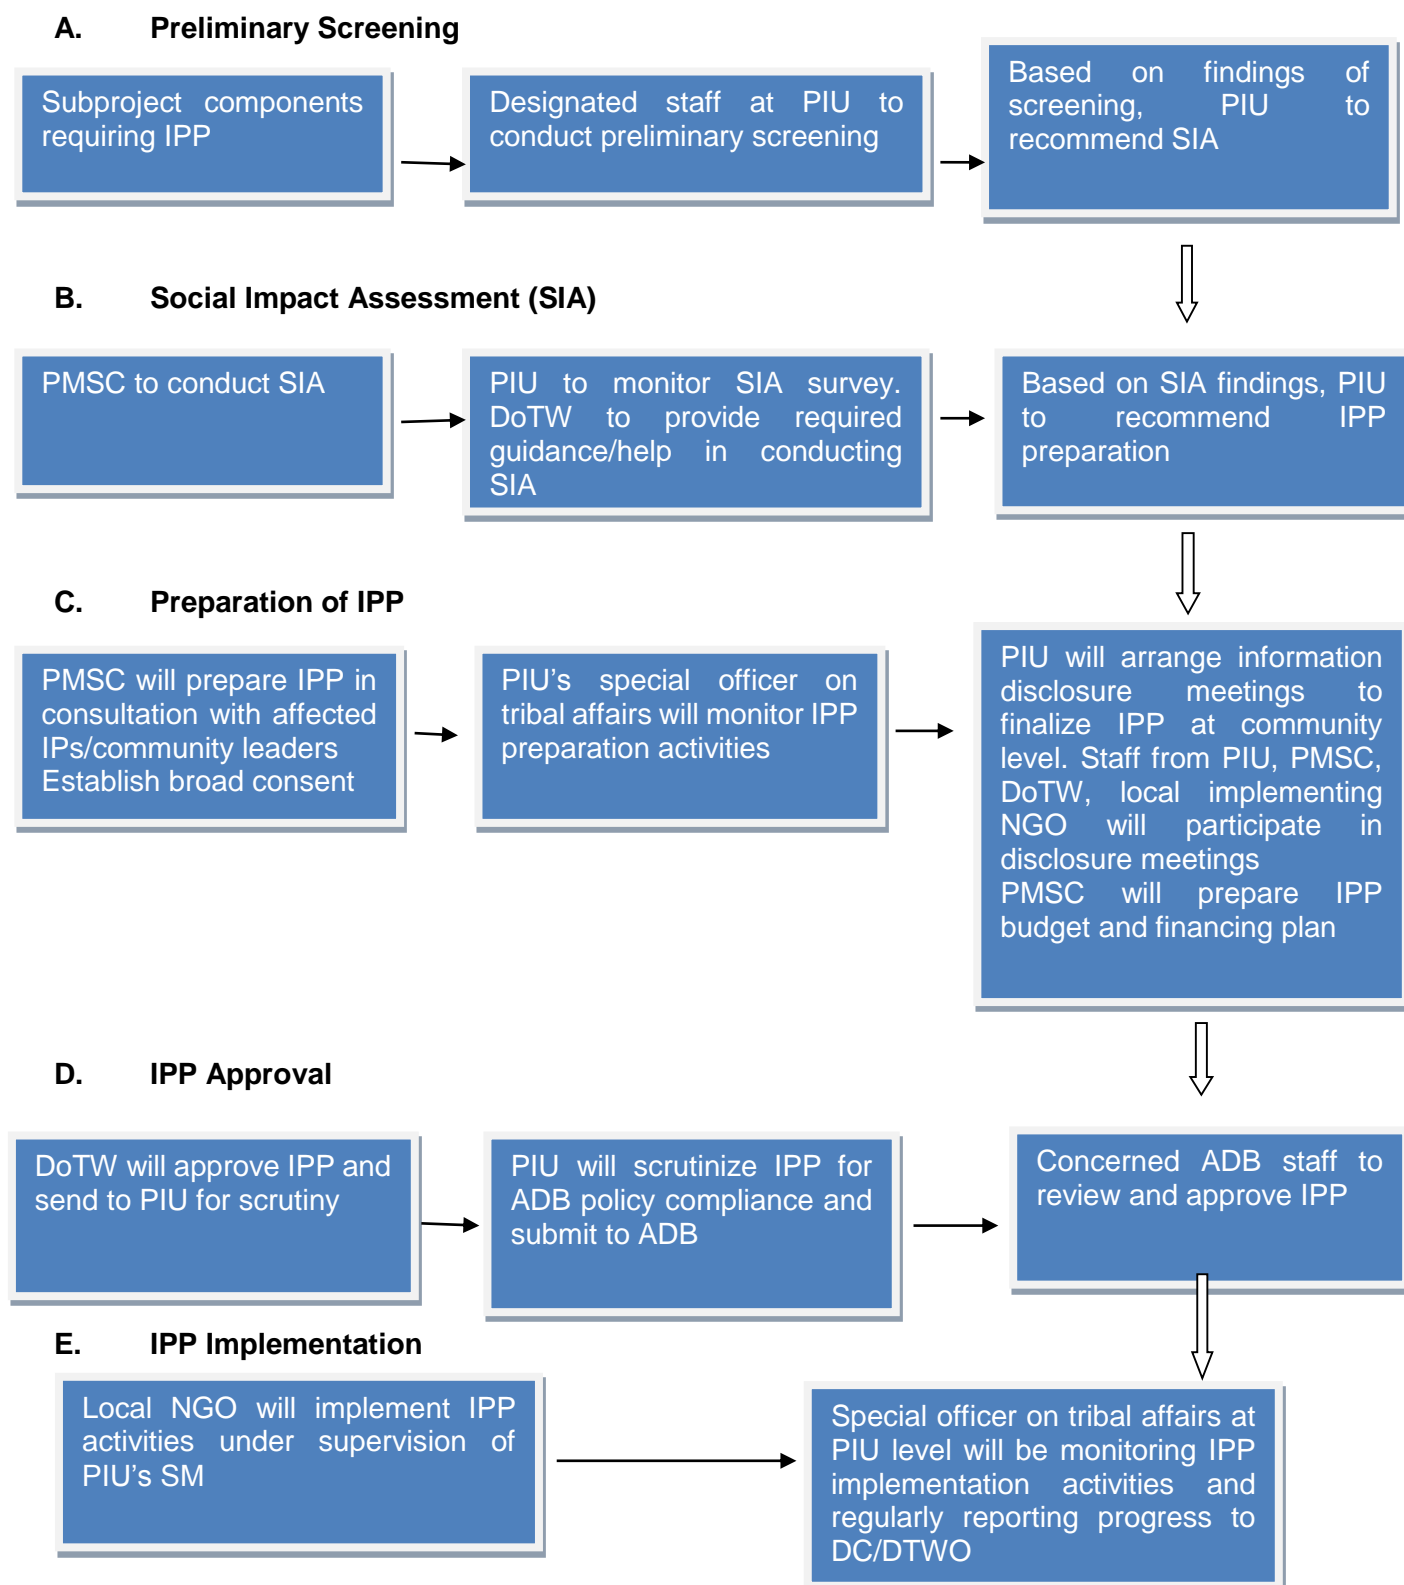 A. Preliminary Screening
Subproject components
requiring IPP
Designated staff at PIU to
conduct preliminary screening
Based on findings of
screening, PIU to
recommend SIA
B. Social Impact Assessment (SIA)
PMSC to conduct SIA
PIU to monitor SIA survey.
DoTW to provide required
guidance/help in conducting
SIA
Based on SIA findings, PIU
to recommend IPP
preparation
C. Preparation of IPP
PMSC will prepare IPP in
consultation with affected
IPs/community leaders
Establish broad consent
PIU’s special officer on
tribal affairs will monitor IPP
preparation activities
PIU will arrange information
disclosure meetings to
finalize IPP at community
level. Staff from PIU, PMSC,
DoTW, local implementing
NGO will participate in
disclosure meetings
PMSC will prepare IPP
budget and financing plan
D. IPP Approval
DoTW will approve IPP and
send to PIU for scrutiny
PIU will scrutinize IPP for
ADB policy compliance and
submit to ADB
Concerned ADB staff to
review and approve IPP
E. IPP Implementation
Local NGO will implement IPP
activities under supervision of
PIU’s SM
Special officer on tribal affairs at
PIU level will be monitoring IPP
implementation activities and
regularly reporting progress to
DC/DTWO